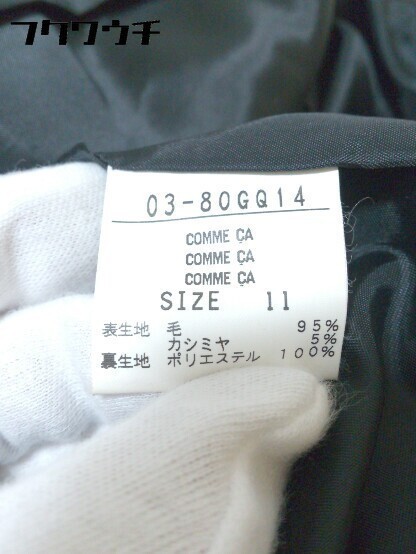 フクワウチ
03-80GQ14
COMME ÇA
COMME ÇA
COMME ÇA
SIZE 11
表生地 毛 95%
カシミヤ 5%
裏生地 ポリエステル 100%